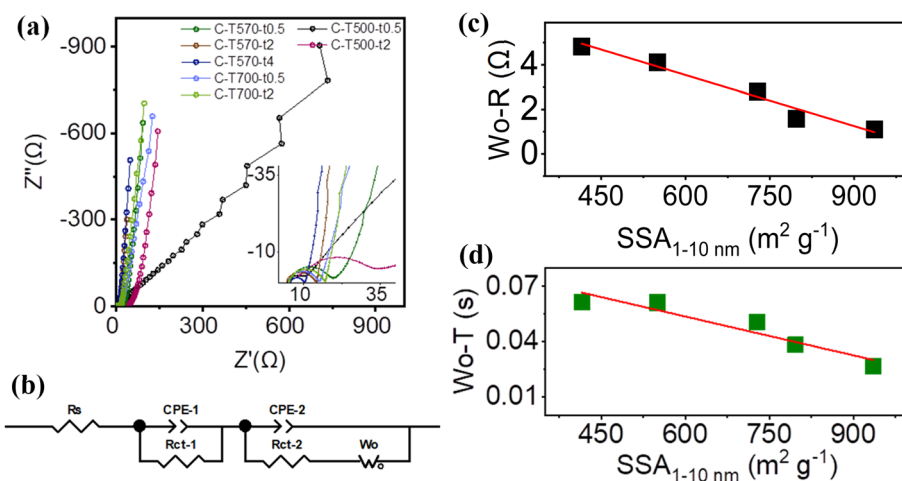 (a)
C-T570-t0.5
C-T570-t2
C-T570-t4
C-T700-t0.5
C-T700-t2
C-T500-t0.5
C-T500-t2
Z''(Ω)
-900
-600
-300
0
0
300
600
900
Z'(Ω)
-35
-10
10
35
(b)
Rs
CPE-1
Rct-1
CPE-2
Rct-2
Wo
(c)
Wo-R (Ω)
4
2
0
450
600
750
900
SSA1-10 nm (m² g⁻¹)
(d)
Wo-T (s)
0.07
0.04
0.01
450
600
750
900
SSA1-10 nm (m² g⁻¹)